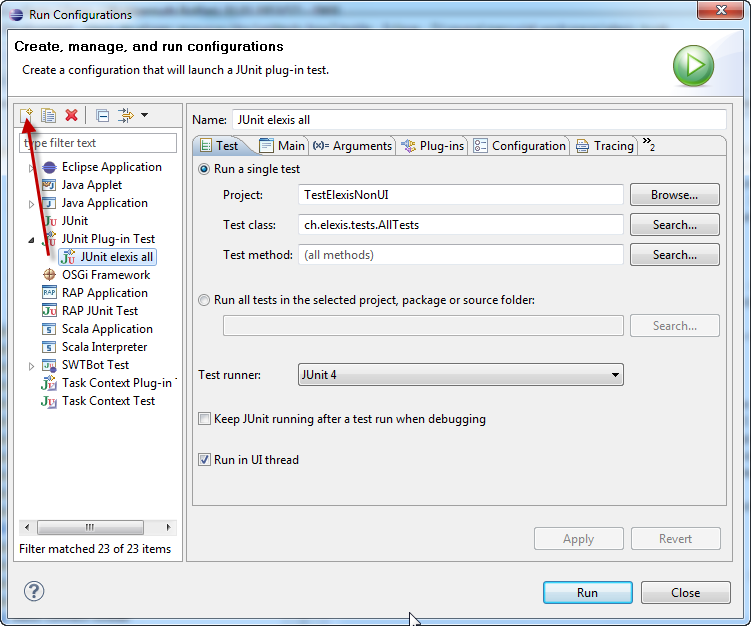 Run Configurations
Create, manage, and run configurations
Create a configuration that will launch a JUnit plug-in test.
type filter text
Eclipse Application
Java Applet
Java Application
JUnit
JUnit Plug-in Test
JUnit elexis all
OSGi Framework
RAP Application
RAP JUnit Test
Scala Application
Scala Interpreter
SWTBot Test
Task Context Plug-in
Task Context Test
Filter matched 23 of 23 items
Name: JUnit elexis all
Test Main (x)= Arguments Plug-ins Configuration Tracing »2
Run a single test
Project: TestElexisNonUI Browse...
Test class: ch.elexis.tests.AllTests Search...
Test method: (all methods) Search...
Run all tests in the selected project, package or source folder:
Search...
Test runner: JUnit 4
Keep JUnit running after a test run when debugging
Run in UI thread
Apply Revert
Run Close